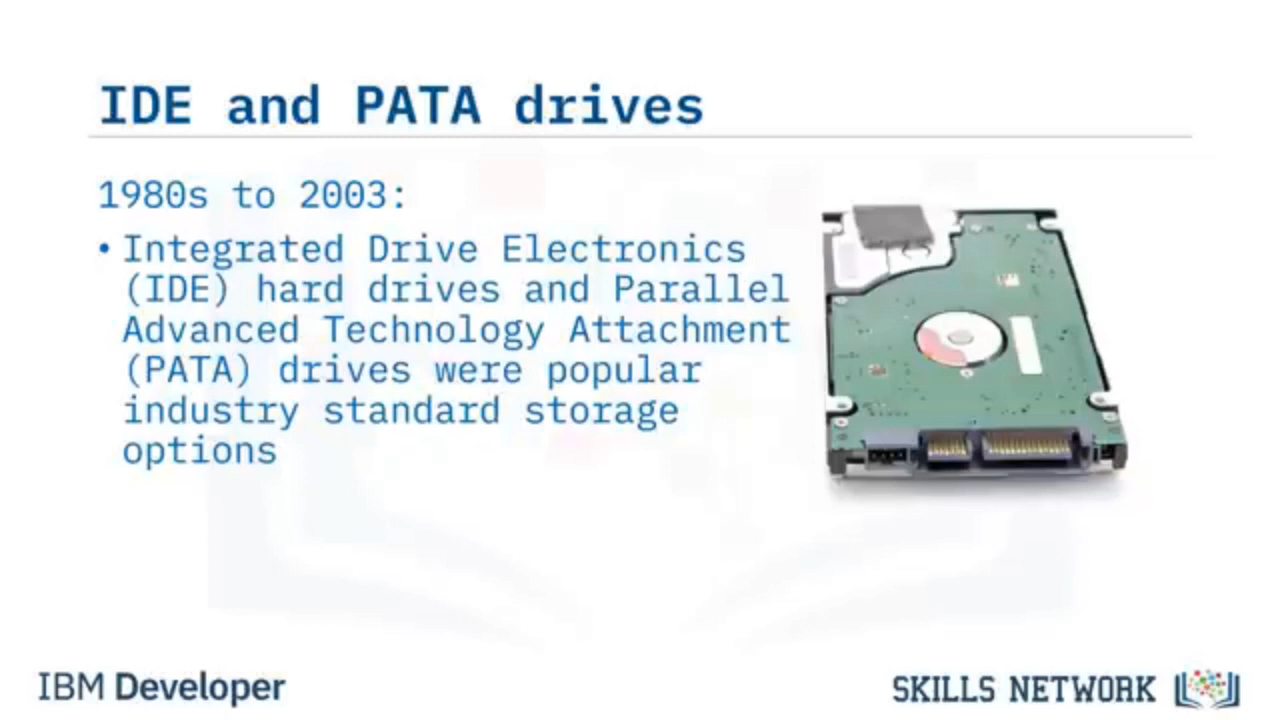 IDE and PATA drives
1980s to 2003:
• Integrated Drive Electronics
(IDE) hard drives and Parallel
Advanced Technology Attachment
(PATA) drives were popular
industry standard storage
options
IBM Developer
SKILLS NETWORK